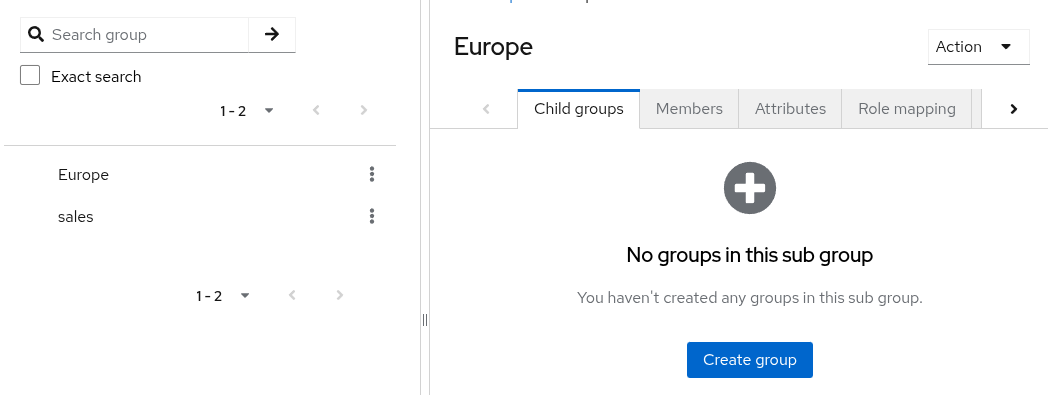 Search group
Exact search
1 - 2
Europe
sales
1 - 2
Europe
Action
Child groups
Members
Attributes
Role mapping
No groups in this sub group
You haven't created any groups in this sub group.
Create group